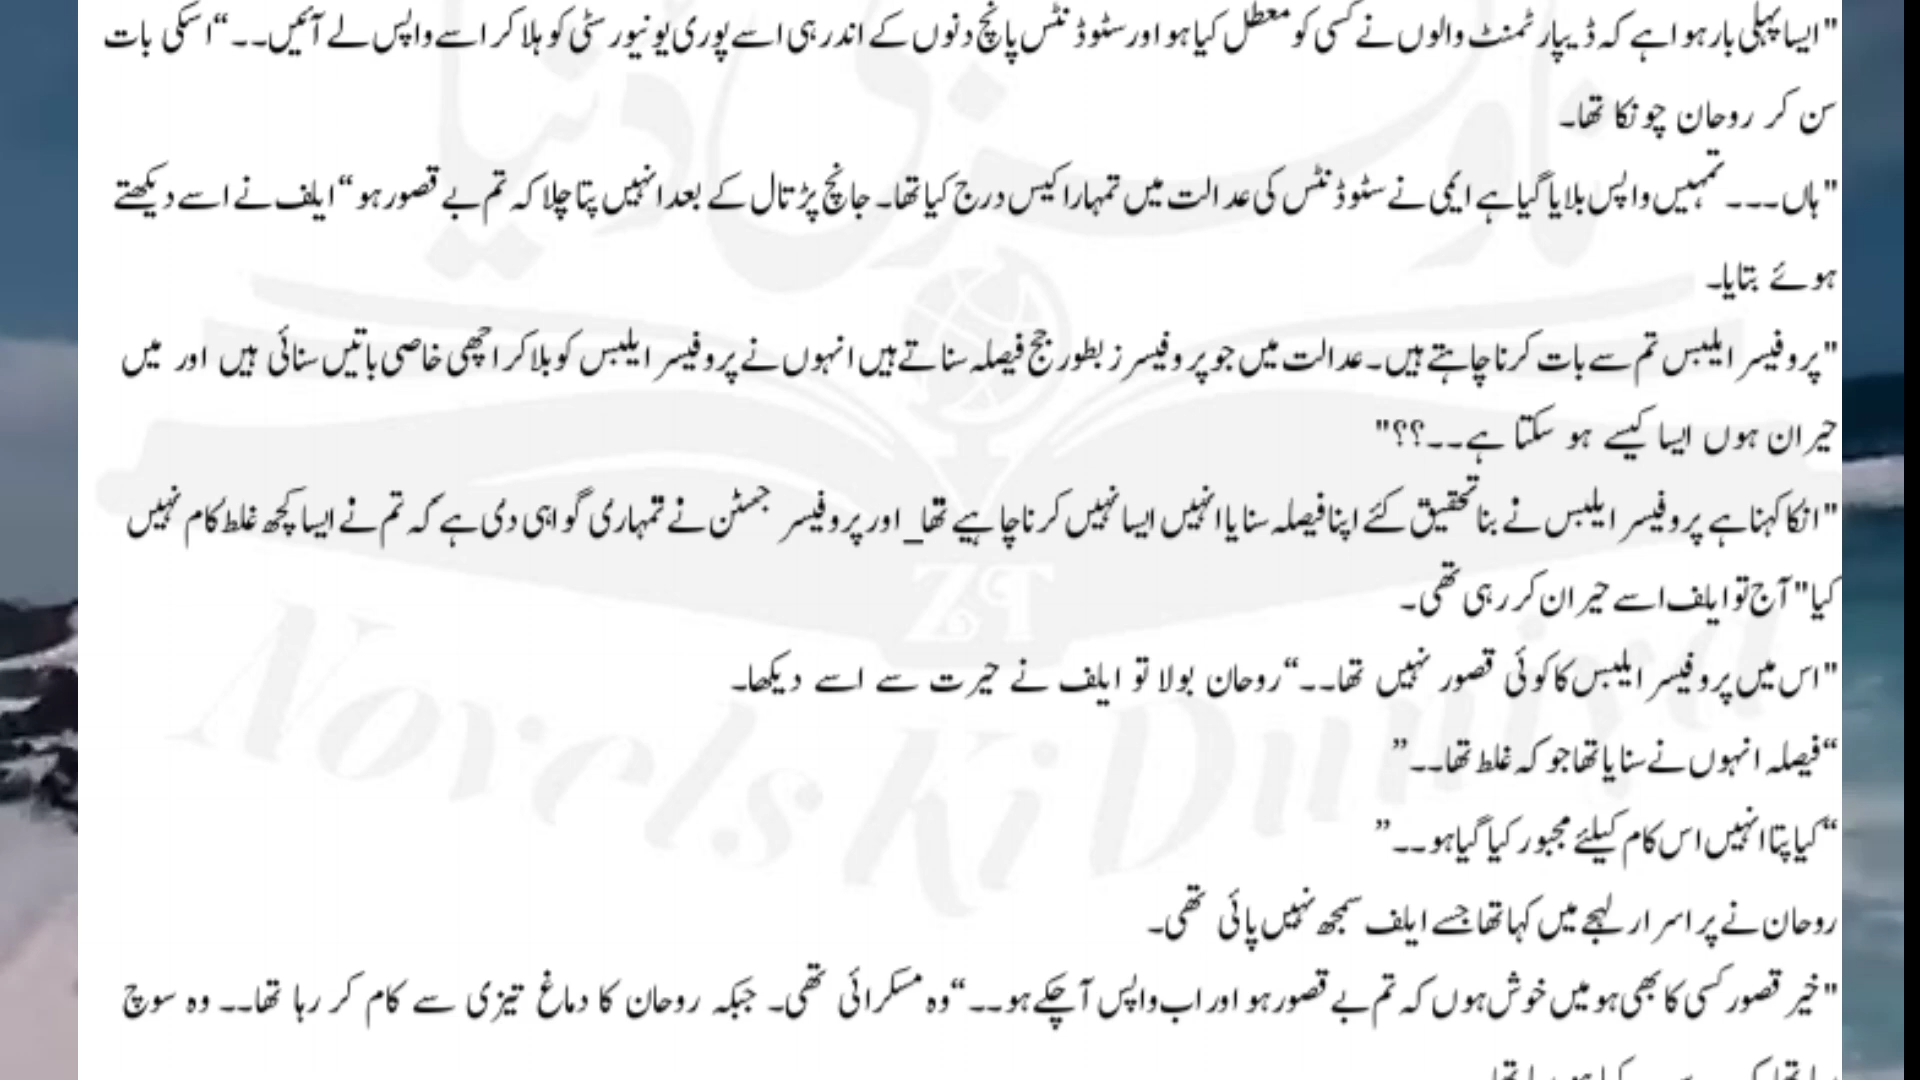 "ایسا پہلی بار ہوا ہے کہ ڈیپارٹمنٹ والوں نے کسی کو معطل کیا ہو اور سٹوڈنٹس پانچ دنوں کے اندر ہی اسے پوری یونیورسٹی کو ہلا کر اسے واپس لے آئیں۔۔“ اسکی بات
سن کر روحان چونکا تھا۔
"ہاں۔۔۔ تمہیں واپس بلایا گیا ہے ایمی نے سٹوڈنٹس کی عدالت میں تمہارا کیس درج کیا تھا۔ جانچ پڑتال کے بعد انہیں پتا چلا کہ تم بے قصور ہو“ ایلف نے اسے دیکھتے
ہوئے بتایا۔
"پروفیسر ایلبس تم سے بات کرنا چاہتے ہیں۔ عدالت میں جو پروفیسرز بطور جج فیصلہ سناتے ہیں انہوں نے پروفیسر ایلبس کو بلا کر اچھی خاصی باتیں سنائی ہیں اور میں
حیران ہوں ایسا کیسے ہو سکتا ہے۔۔؟؟"
"انکا کہنا ہے پروفیسر ایلبس نے بنا تحقیق کئے اپنا فیصلہ سنایا انہیں ایسا نہیں کرنا چاہیے تھا_ اور پروفیسر جسٹن نے تمہاری گواہی دی ہے کہ تم نے ایسا کچھ غلط کام نہیں
کیا" آج تو ایلف اسے حیران کر رہی تھی۔
"اس میں پروفیسر ایلبس کا کوئی قصور نہیں تھا۔۔“ روحان بولا تو ایلف نے حیرت سے اسے دیکھا۔
“فیصلہ انہوں نے سنایا تھا جو کہ غلط تھا۔۔”
“کیا پتا انہیں اس کام کیلئے مجبور کیا گیا ہو۔۔”
روحان نے پر اسرار لہجے میں کہا تھا جسے ایلف سمجھ نہیں پائی تھی۔
"خیر قصور کسی کا بھی ہو میں خوش ہوں کہ تم بے قصور ہو اور اب واپس آ چکے ہو۔۔“ وہ مسکرائی تھی۔ جبکہ روحان کا دماغ تیزی سے کام کر رہا تھا۔۔ وہ سوچ
ناولز کی دنیا
ZT
Novels Ki Duniya